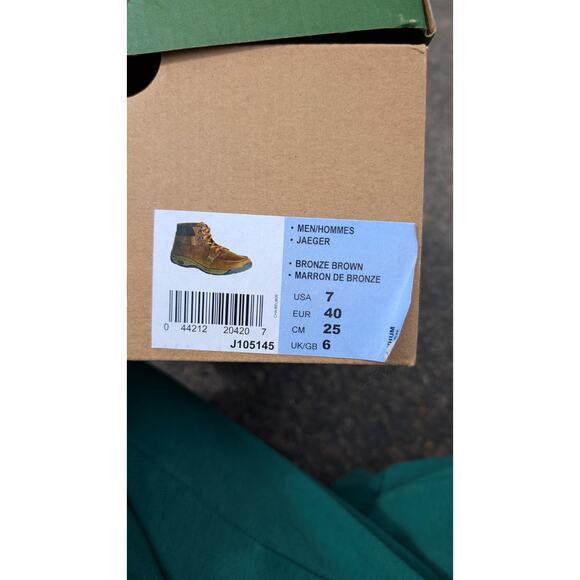 • MEN/HOMMES
• JAEGER
• BRONZE BROWN
• MARRON DE BRONZE
USA 7
EUR 40
CM 25
UK/GB 6
0 44212 20420 7
J105145